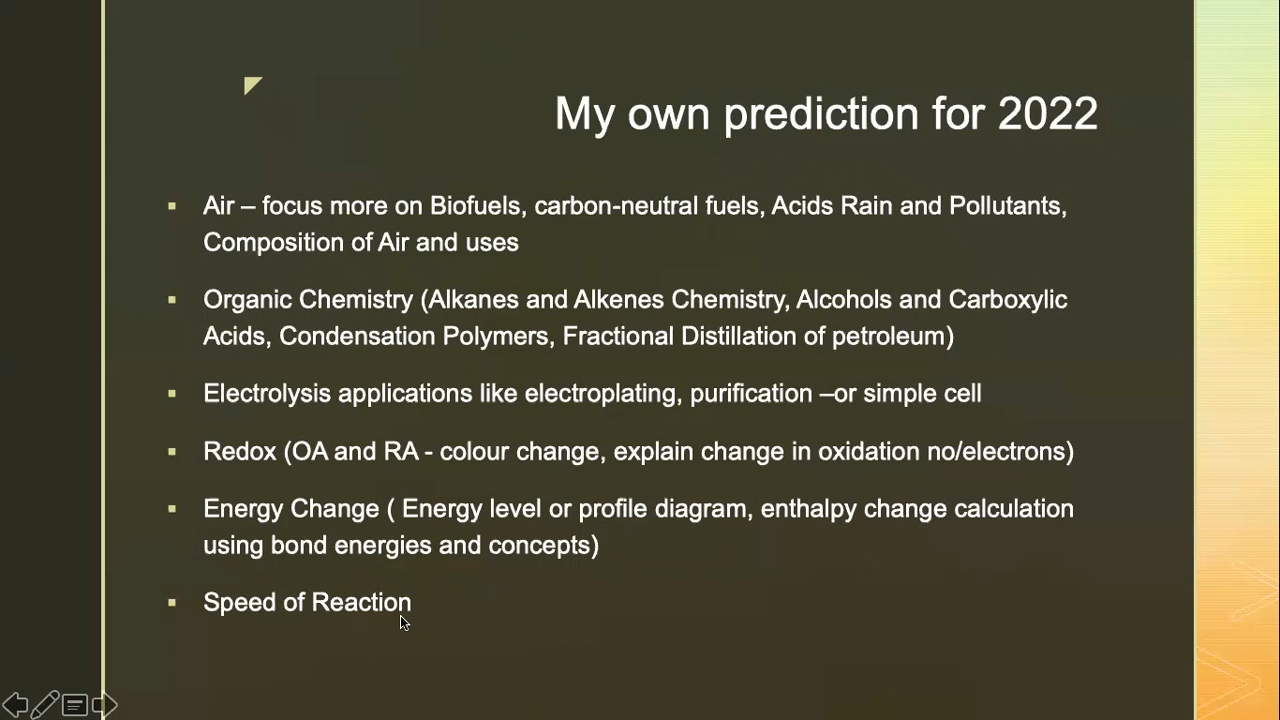 My own prediction for 2022
▪ Air – focus more on Biofuels, carbon-neutral fuels, Acids Rain and Pollutants,
Composition of Air and uses
▪ Organic Chemistry (Alkanes and Alkenes Chemistry, Alcohols and Carboxylic
Acids, Condensation Polymers, Fractional Distillation of petroleum)
▪ Electrolysis applications like electroplating, purification –or simple cell
▪ Redox (OA and RA - colour change, explain change in oxidation no/electrons)
▪ Energy Change ( Energy level or profile diagram, enthalpy change calculation
using bond energies and concepts)
▪ Speed of Reaction